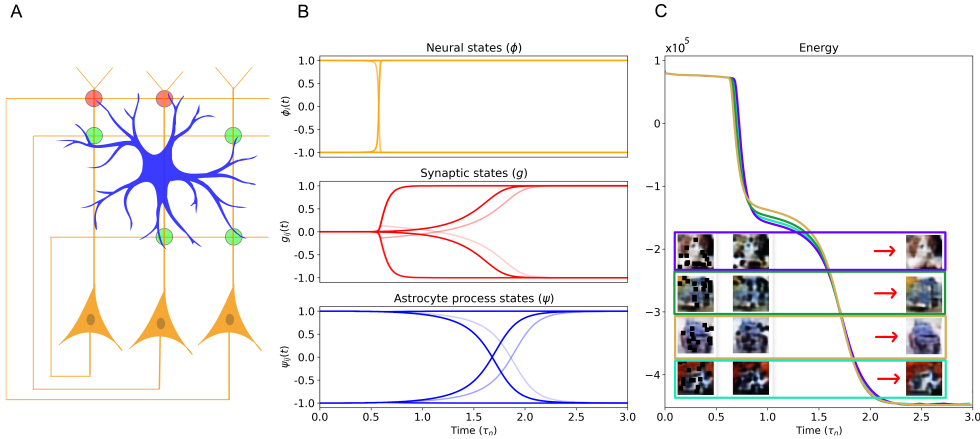 A
B
C
Neural states (ϕ)
1.0
0.5
0.0
-0.5
-1.0
ϕᵢ(t)
Synaptic states (g)
1.0
0.5
0.0
-0.5
-1.0
gᵢⱼ(t)
Astrocyte process states (ψ)
1.0
0.5
0.0
-0.5
-1.0
ψᵢⱼ(t)
0.0 0.5 1.0 1.5 2.0 2.5 3.0
Time (τₙ)
x10⁵
Energy
1
0
−1
−2
−3
−4
0.0 0.5 1.0 1.5 2.0 2.5 3.0
Time (τₙ)